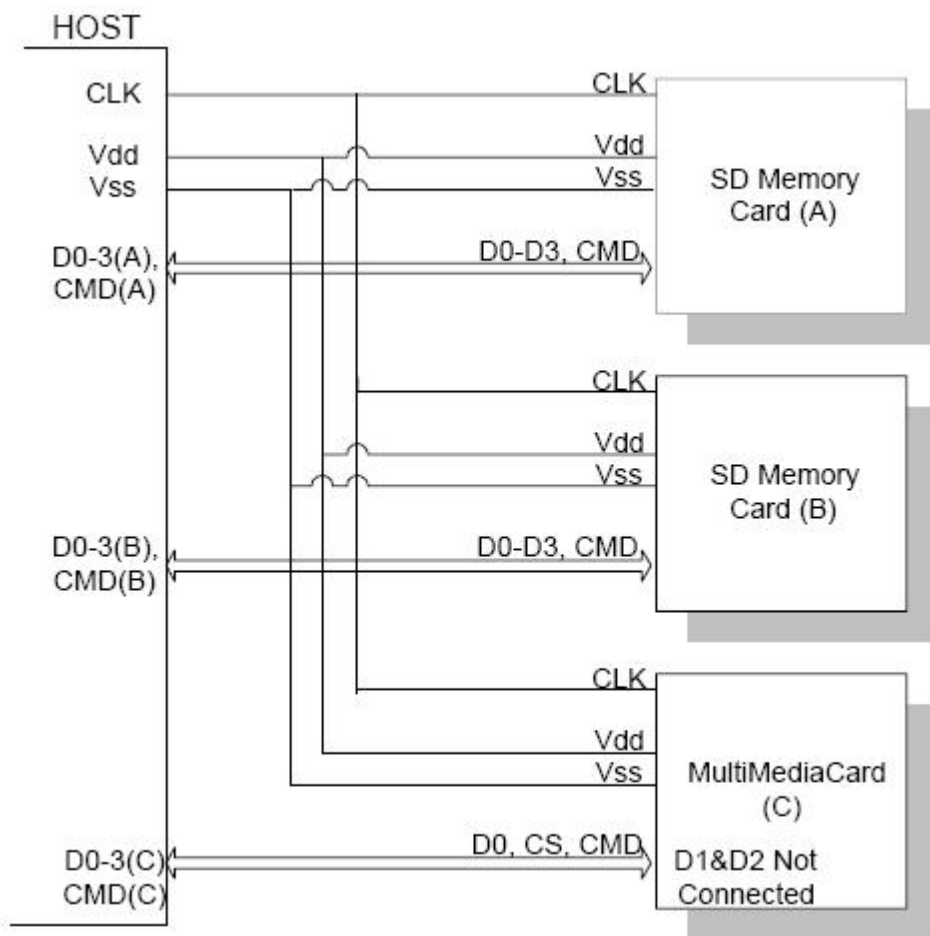 HOST
CLK
Vdd
Vss
D0-3(A),
CMD(A)
CLK
Vdd
Vss
D0-D3, CMD
SD Memory
Card (A)
D0-3(B),
CMD(B)
CLK
Vdd
Vss
D0-D3, CMD
SD Memory
Card (B)
D0-3(C)
CMD(C)
CLK
Vdd
Vss
D0, CS, CMD
MultiMediaCard
(C)
D1&D2 Not
Connected